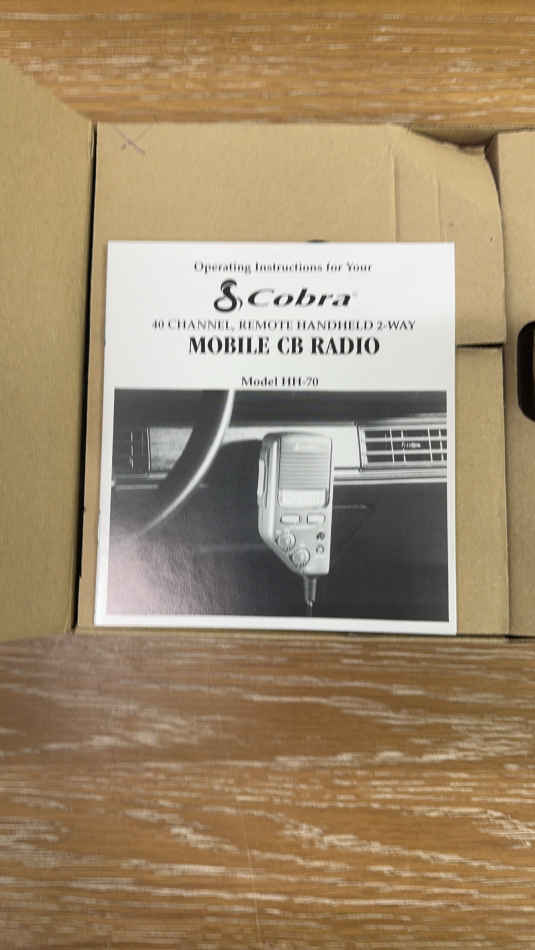 Operating Instructions for Your
Cobra
40 CHANNEL, REMOTE HANDHELD 2-WAY
MOBILE CB RADIO
Model HH-70